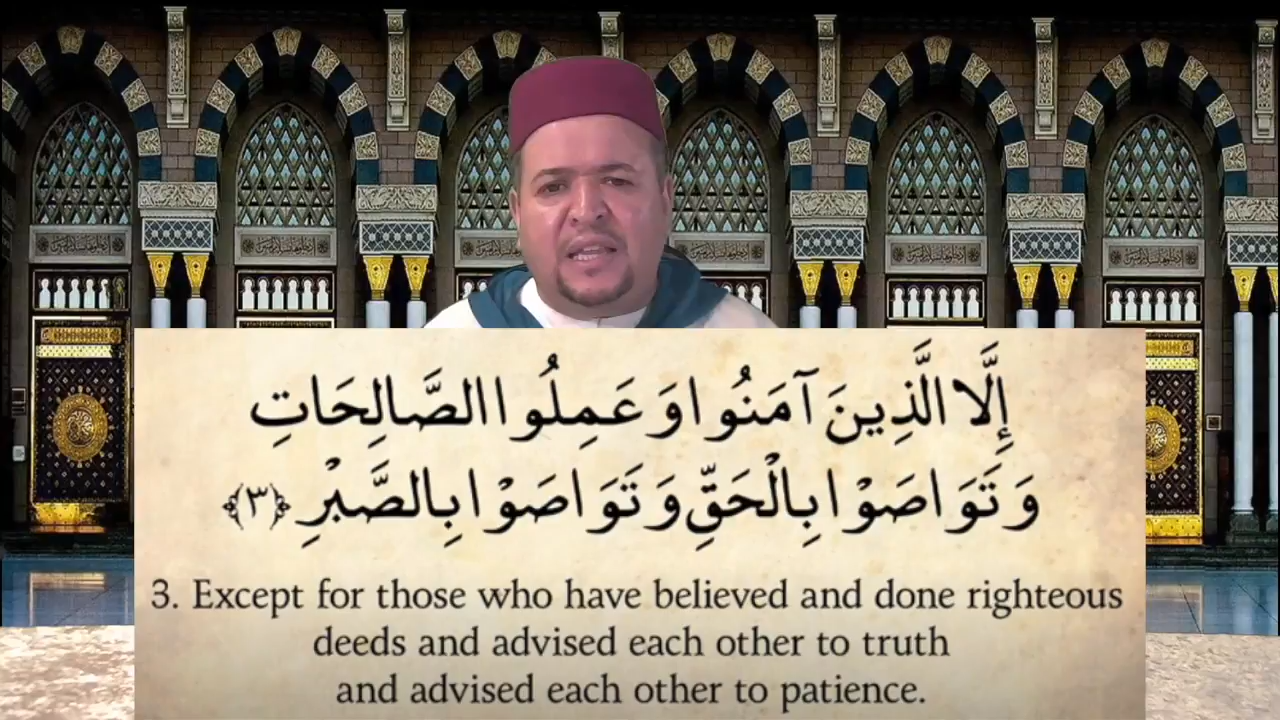 إِلَّا الَّذِينَ آمَنُوا وَعَمِلُوا الصَّالِحَاتِ
وَتَوَاصَوْا بِالْحَقِّ وَتَوَاصَوْا بِالصَّبْرِ ﴿٣﴾
3. Except for those who have believed and done righteous
deeds and advised each other to truth
and advised each other to patience.